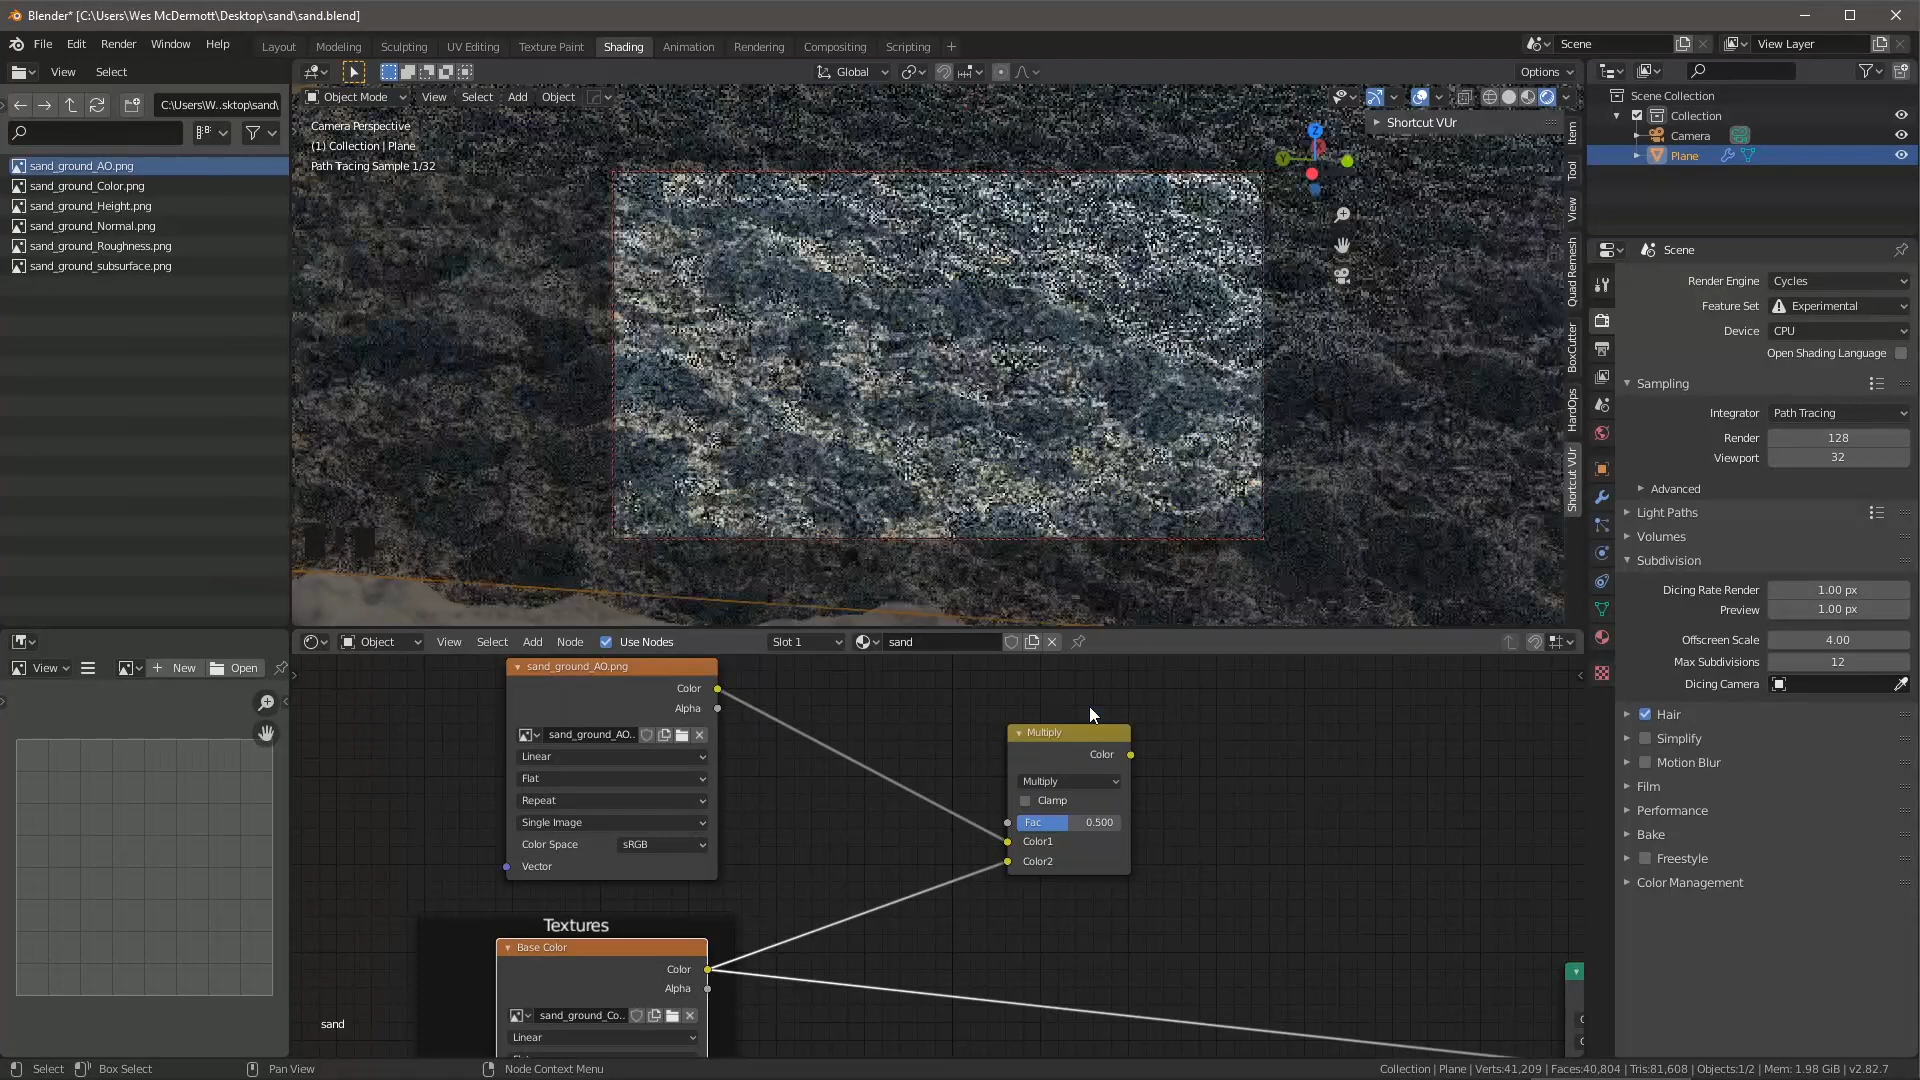 Blender* [C:\Users\Wes McDermott\Desktop\sand\sand.blend]
File Edit Render Window Help
Layout Modeling Sculpting UV Editing Texture Paint Shading Animation Rendering Compositing Scripting +
Scene
View Layer
View Select
Global
Options
C:\Users\W..sktop\sand\
Object Mode View Select Add Object
Camera Perspective
(1) Collection | Plane
Path Tracing Sample 1/32
Shortcut VUr
Z
Y
Item
Tool
View
Quad Remesh
BoxCutter
HardOps
Shortcut VUr
sand_ground_AO.png
sand_ground_Color.png
sand_ground_Height.png
sand_ground_Normal.png
sand_ground_Roughness.png
sand_ground_subsurface.png
Scene Collection
Collection
Camera
Plane
Scene
Render Engine Cycles
Feature Set Experimental
Device CPU
Open Shading Language
Sampling
Integrator Path Tracing
Render 128
Viewport 32
Advanced
Light Paths
Volumes
Subdivision
Dicing Rate Render 1.00 px
Preview 1.00 px
Offscreen Scale 4.00
Max Subdivisions 12
Dicing Camera
Hair
Simplify
Motion Blur
Film
Performance
Bake
Freestyle
Color Management
View + New Open
Object View Select Add Node Use Nodes Slot 1 sand
sand_ground_AO.png
Color
Alpha
sand_ground_AO..
Linear
Flat
Repeat
Single Image
Color Space sRGB
Vector
Multiply
Color
Multiply
Clamp
Fac 0.500
Color1
Color2
Textures
Base Color
Color
Alpha
sand_ground_Co..
Linear
sand
Select Box Select Pan View Node Context Menu
Collection | Plane | Verts:41,209 | Faces:40,804 | Tris:81,608 | Objects:1/2 | Mem: 1.98 GiB | v2.82.7